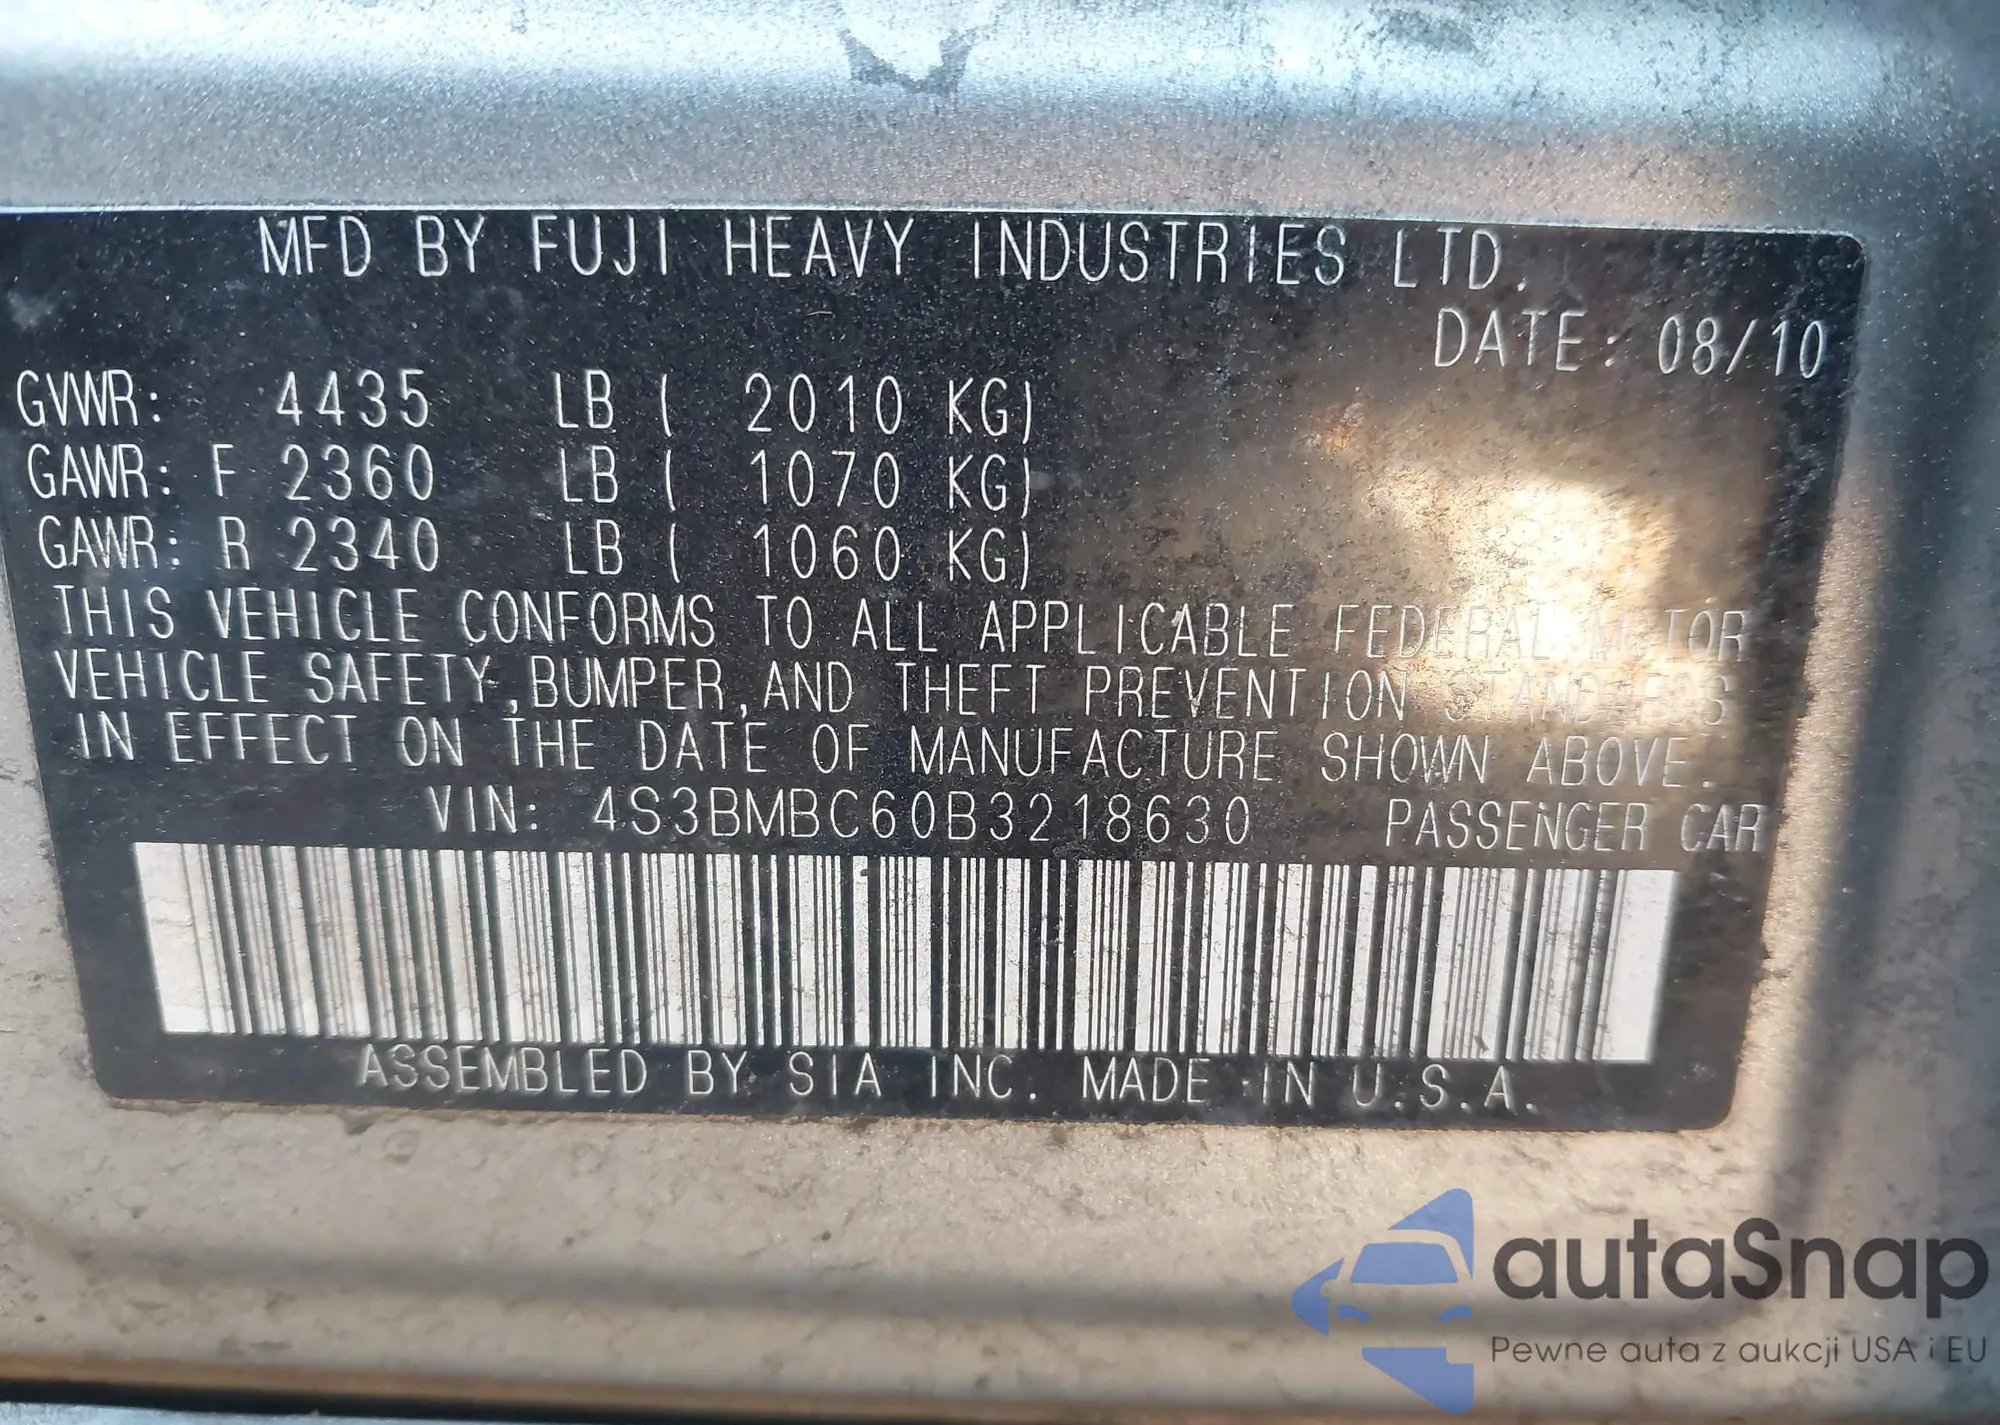 MFD BY FUJI HEAVY INDUSTRIES LTD.
DATE: 08/10
GVWR: 4435 LB ( 2010 KG)
GAWR: F 2360 LB ( 1070 KG)
GAWR: R 2340 LB ( 1060 KG)
THIS VEHICLE CONFORMS TO ALL APPLICABLE FEDERAL MOTOR
VEHICLE SAFETY,BUMPER,AND THEFT PREVENTION STANDARDS
IN EFFECT ON THE DATE OF MANUFACTURE SHOWN ABOVE.
VIN: 4S3BMBC60B3218630 PASSENGER CAR
ASSEMBLED BY SIA INC. MADE IN U.S.A.
autaSnap
Pewne auta z aukcji USA i EU